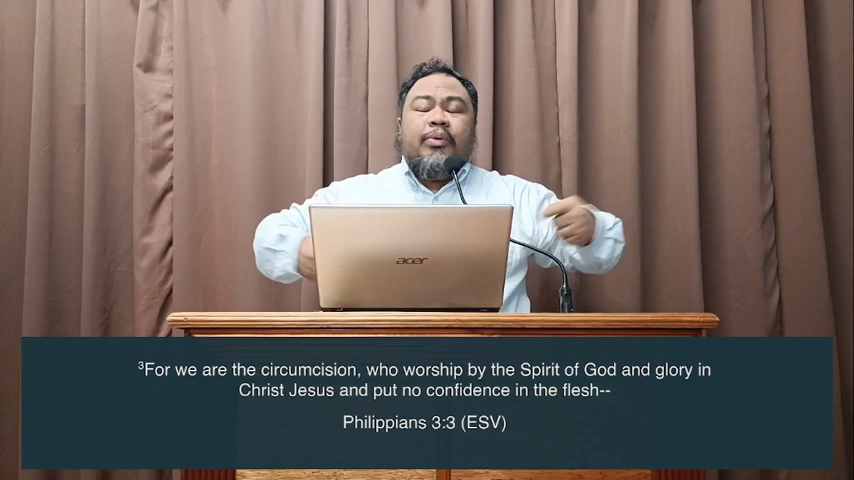 acer
³For we are the circumcision, who worship by the Spirit of God and glory in
Christ Jesus and put no confidence in the flesh--
Philippians 3:3 (ESV)